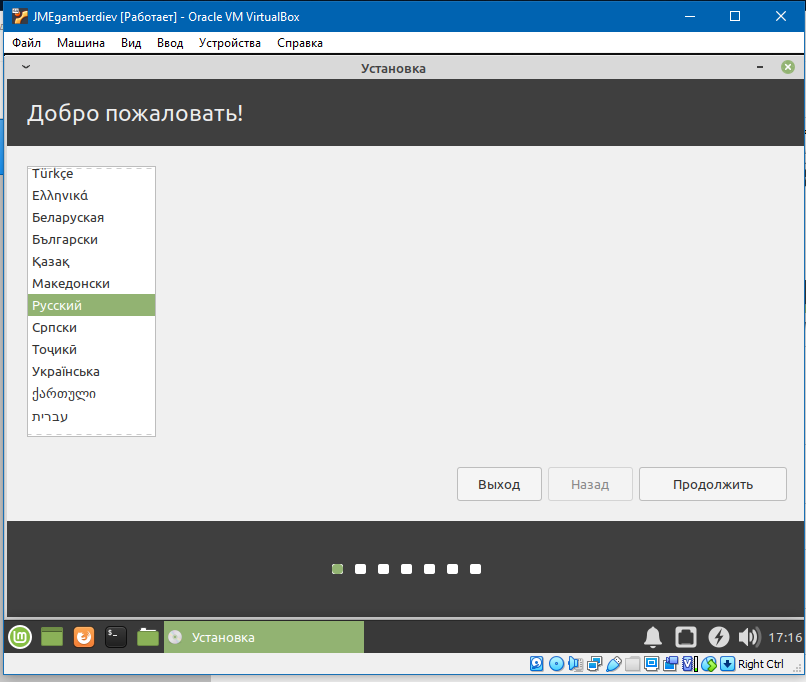 JMEgamberdiev [Работает] - Oracle VM VirtualBox
Файл Машина Вид Ввод Устройства Справка
Установка
Добро пожаловать!
Türkçe
Ελληνικά
Беларуская
Български
Қазақ
Македонски
Русский
Српски
Тоҷикӣ
Українська
ქართული
עברית
Выход Назад Продолжить
Установка 17:16
Right Ctrl